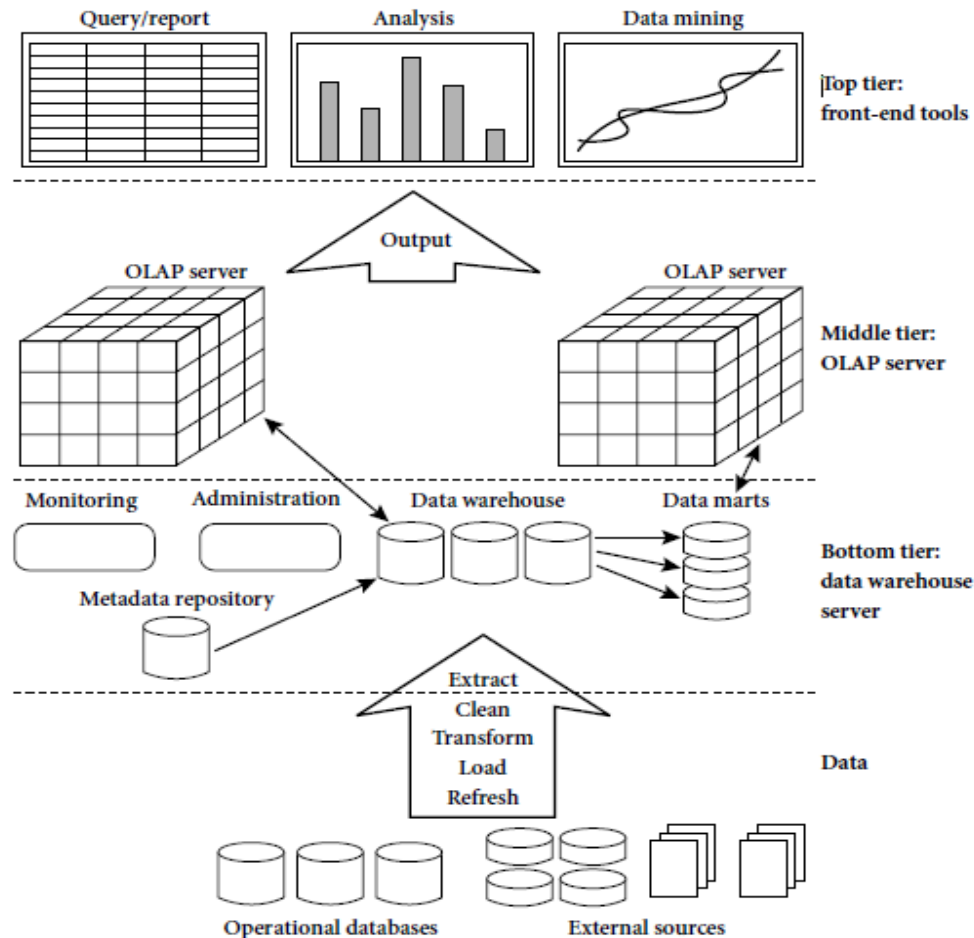 Query/report
Analysis
Data mining
Top tier:
front-end tools
Output
OLAP server
OLAP server
Middle tier:
OLAP server
Monitoring
Administration
Data warehouse
Data marts
Bottom tier:
data warehouse
server
Metadata repository
Extract
Clean
Transform
Load
Refresh
Data
Operational databases
External sources